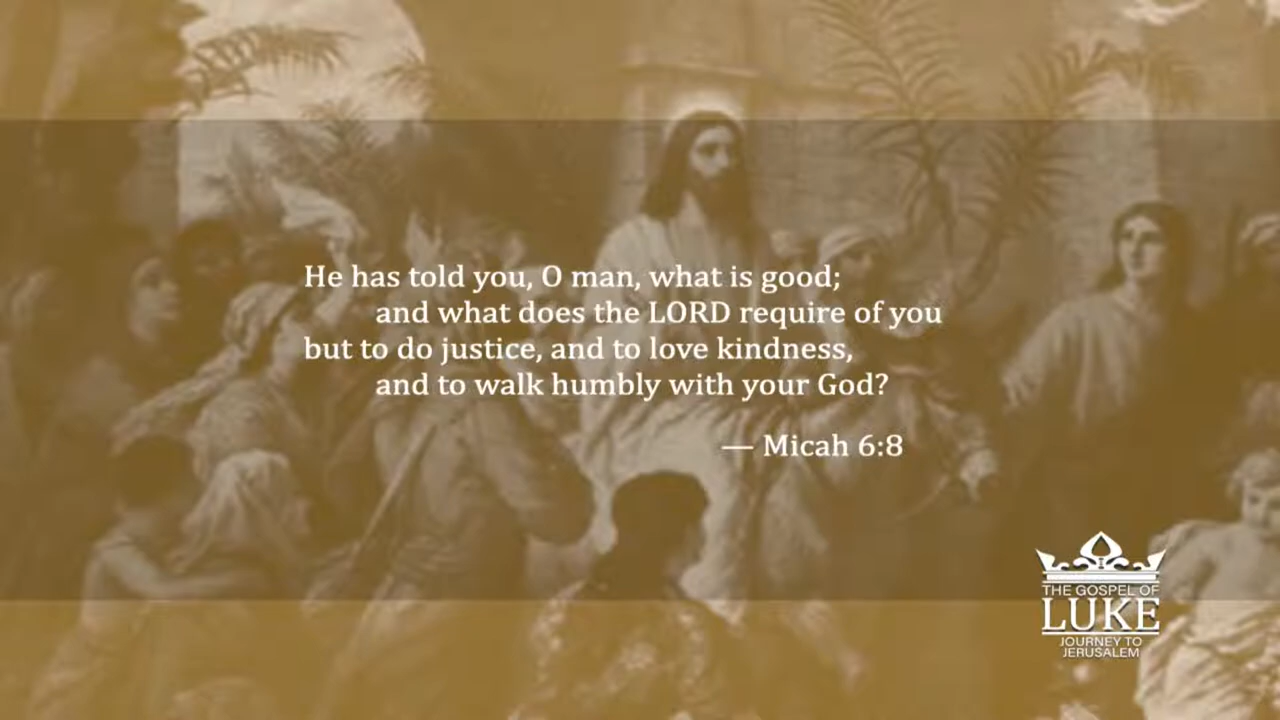 He has told you, O man, what is good;
and what does the LORD require of you
but to do justice, and to love kindness,
and to walk humbly with your God?
— Micah 6:8
THE GOSPEL OF
LUKE
JOURNEY TO
JERUSALEM